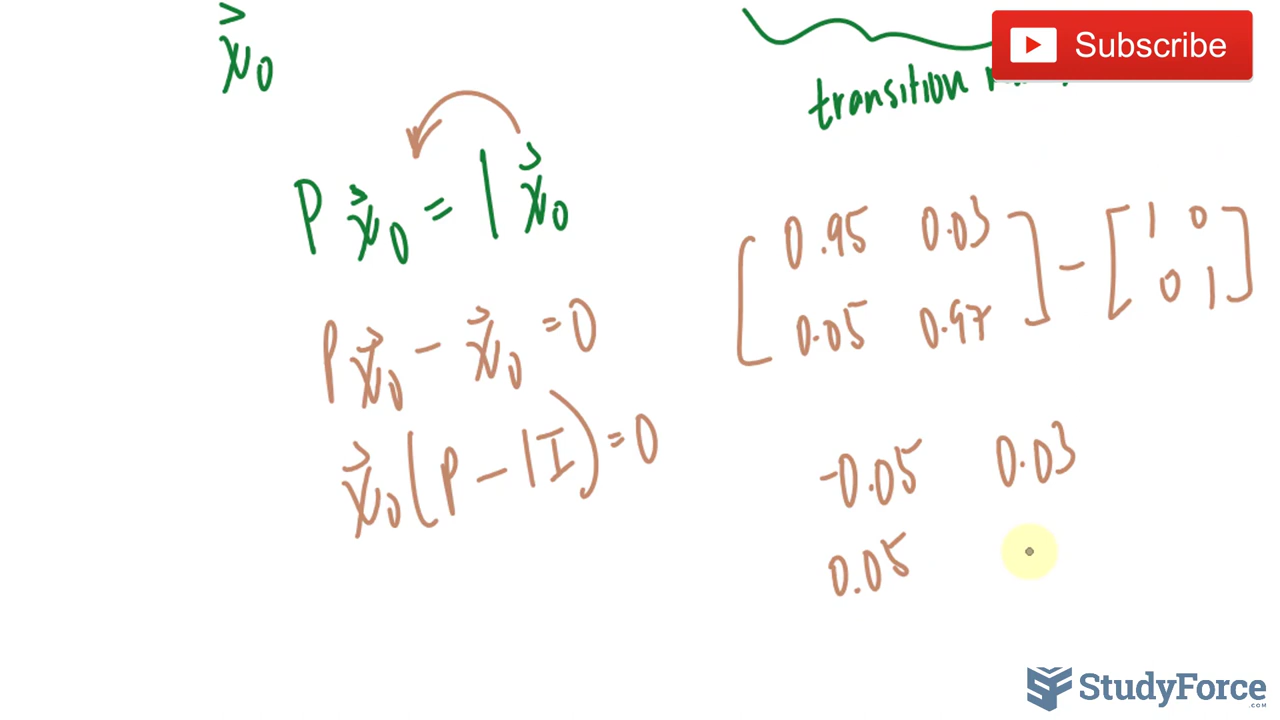 x⃗₀
Subscribe
transition
P x⃗₀ = 1 x⃗₀
P x⃗₀ − x⃗₀ = 0
x⃗₀ (P − 1I) = 0
[0.95 0.03
0.05 0.97] − [1 0
0 1]
-0.05 0.03
0.05
StudyForce
.COM